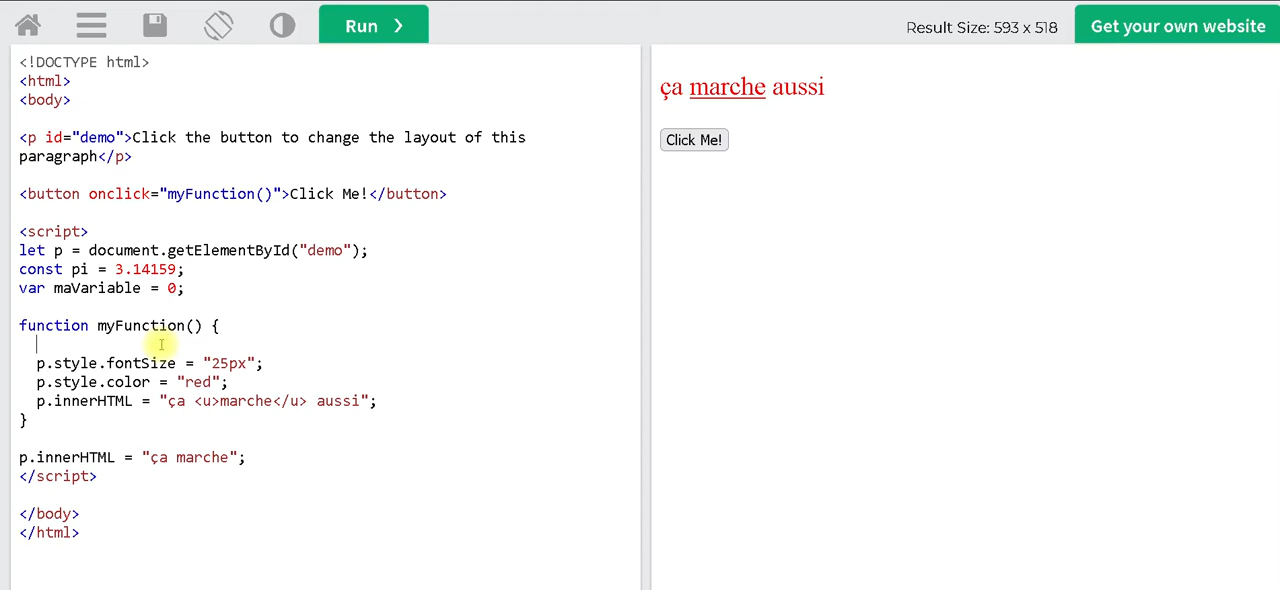 Run ❯
Result Size: 593 x 518
Get your own website
<!DOCTYPE html>
<html>
<body>
<p id="demo">Click the button to change the layout of this
paragraph</p>
<button onclick="myFunction()">Click Me!</button>
<script>
let p = document.getElementById("demo");
const pi = 3.14159;
var maVariable = 0;
function myFunction() {
p.style.fontSize = "25px";
p.style.color = "red";
p.innerHTML = "ça <u>marche</u> aussi";
}
p.innerHTML = "ça marche";
</script>
</body>
</html>
ça marche aussi
Click Me!